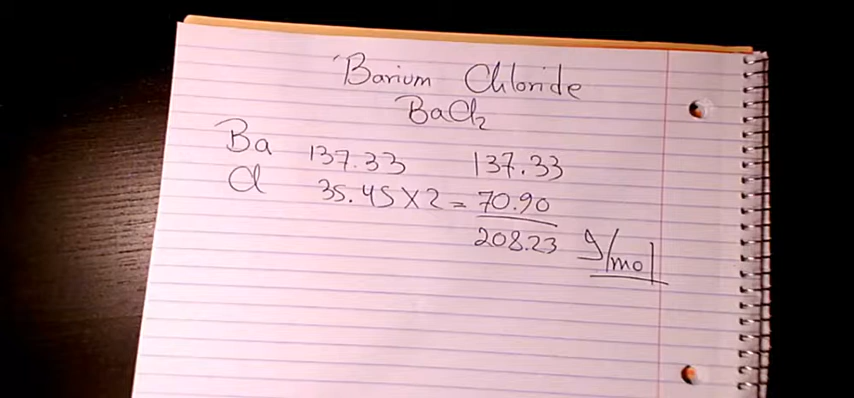 Barium Chloride
BaCl₂
Ba 137.33 137.33
Cl 35.45 X 2 = 70.90
208.23 g/mol